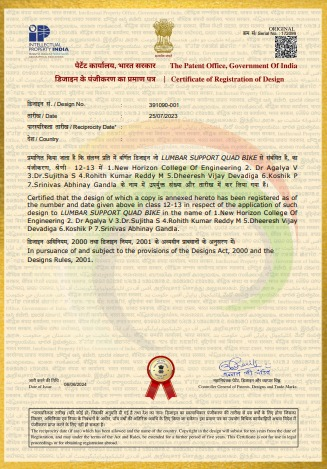 ORIGINAL
क्रम सं/ Serial No. : 173596
INTELLECTUAL
PROPERTY INDIA
पेटेंट कार्यालय, भारत सरकार The Patent Office, Government Of India
डिजाइन के पंजीकरण का प्रमाण पत्र Certificate of Registration of Design
डिजाइन सं. / Design No. : 391090-001
तारीख / Date : 25/07/2023
पारस्परिकता तारीख / Reciprocity Date* :
देश / Country :
प्रमाणित किया जाता है कि संलग्न प्रति में वर्णित डिजाइन जो LUMBAR SUPPORT QUAD BIKE से संबंधित है, का
पंजीकरण, श्रेणी 12-13 में 1.New Horizon College Of Engineering 2. Dr Agalya V
3.Dr.Sujitha S 4.Rohith Kumar Reddy M 5.Dheeresh Vijay Devadiga 6.Koshik P
7.Srinivas Abhinay Gandla के नाम में उपर्युक्त संख्या और तारीख में कर लिया गया है।
Certified that the design of which a copy is annexed hereto has been registered as of
the number and date given above in class 12-13 in respect of the application of such
design to LUMBAR SUPPORT QUAD BIKE in the name of 1.New Horizon College Of
Engineering 2. Dr Agalya V 3.Dr.Sujitha S 4.Rohith Kumar Reddy M 5.Dheeresh Vijay
Devadiga 6.Koshik P 7.Srinivas Abhinay Gandla.
डिजाइन अधिनियम, 2000 तथा डिजाइन नियम, 2001 के अध्यधीन प्रावधानों के अनुसरण में।
In pursuance of and subject to the provisions of the Designs Act, 2000 and the
Designs Rules, 2001.
जारी करने की तिथि
Date of Issue : 06/06/2024
महानियंत्रक पेटेंट, डिजाइन और व्यापार चिह्न
Controller General of Patents, Designs and Trade Marks
The reciprocity date (if any) which has been allowed and the name of the country. Copyright in the design will subsist for ten years from the date of
Registration, and may under the terms of the Act and Rules, be extended for a further period of five years. This Certificate is not for use in legal
proceedings or for obtaining registration abroad.